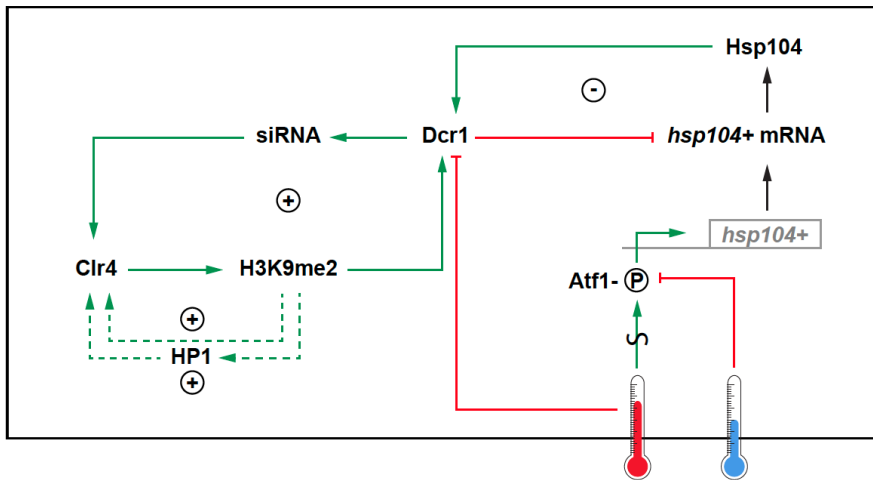 Hsp104
-
siRNA
Dcr1
hsp104+ mRNA
+
hsp104+
Clr4
H3K9me2
Atf1- P
+
HP1
S
+